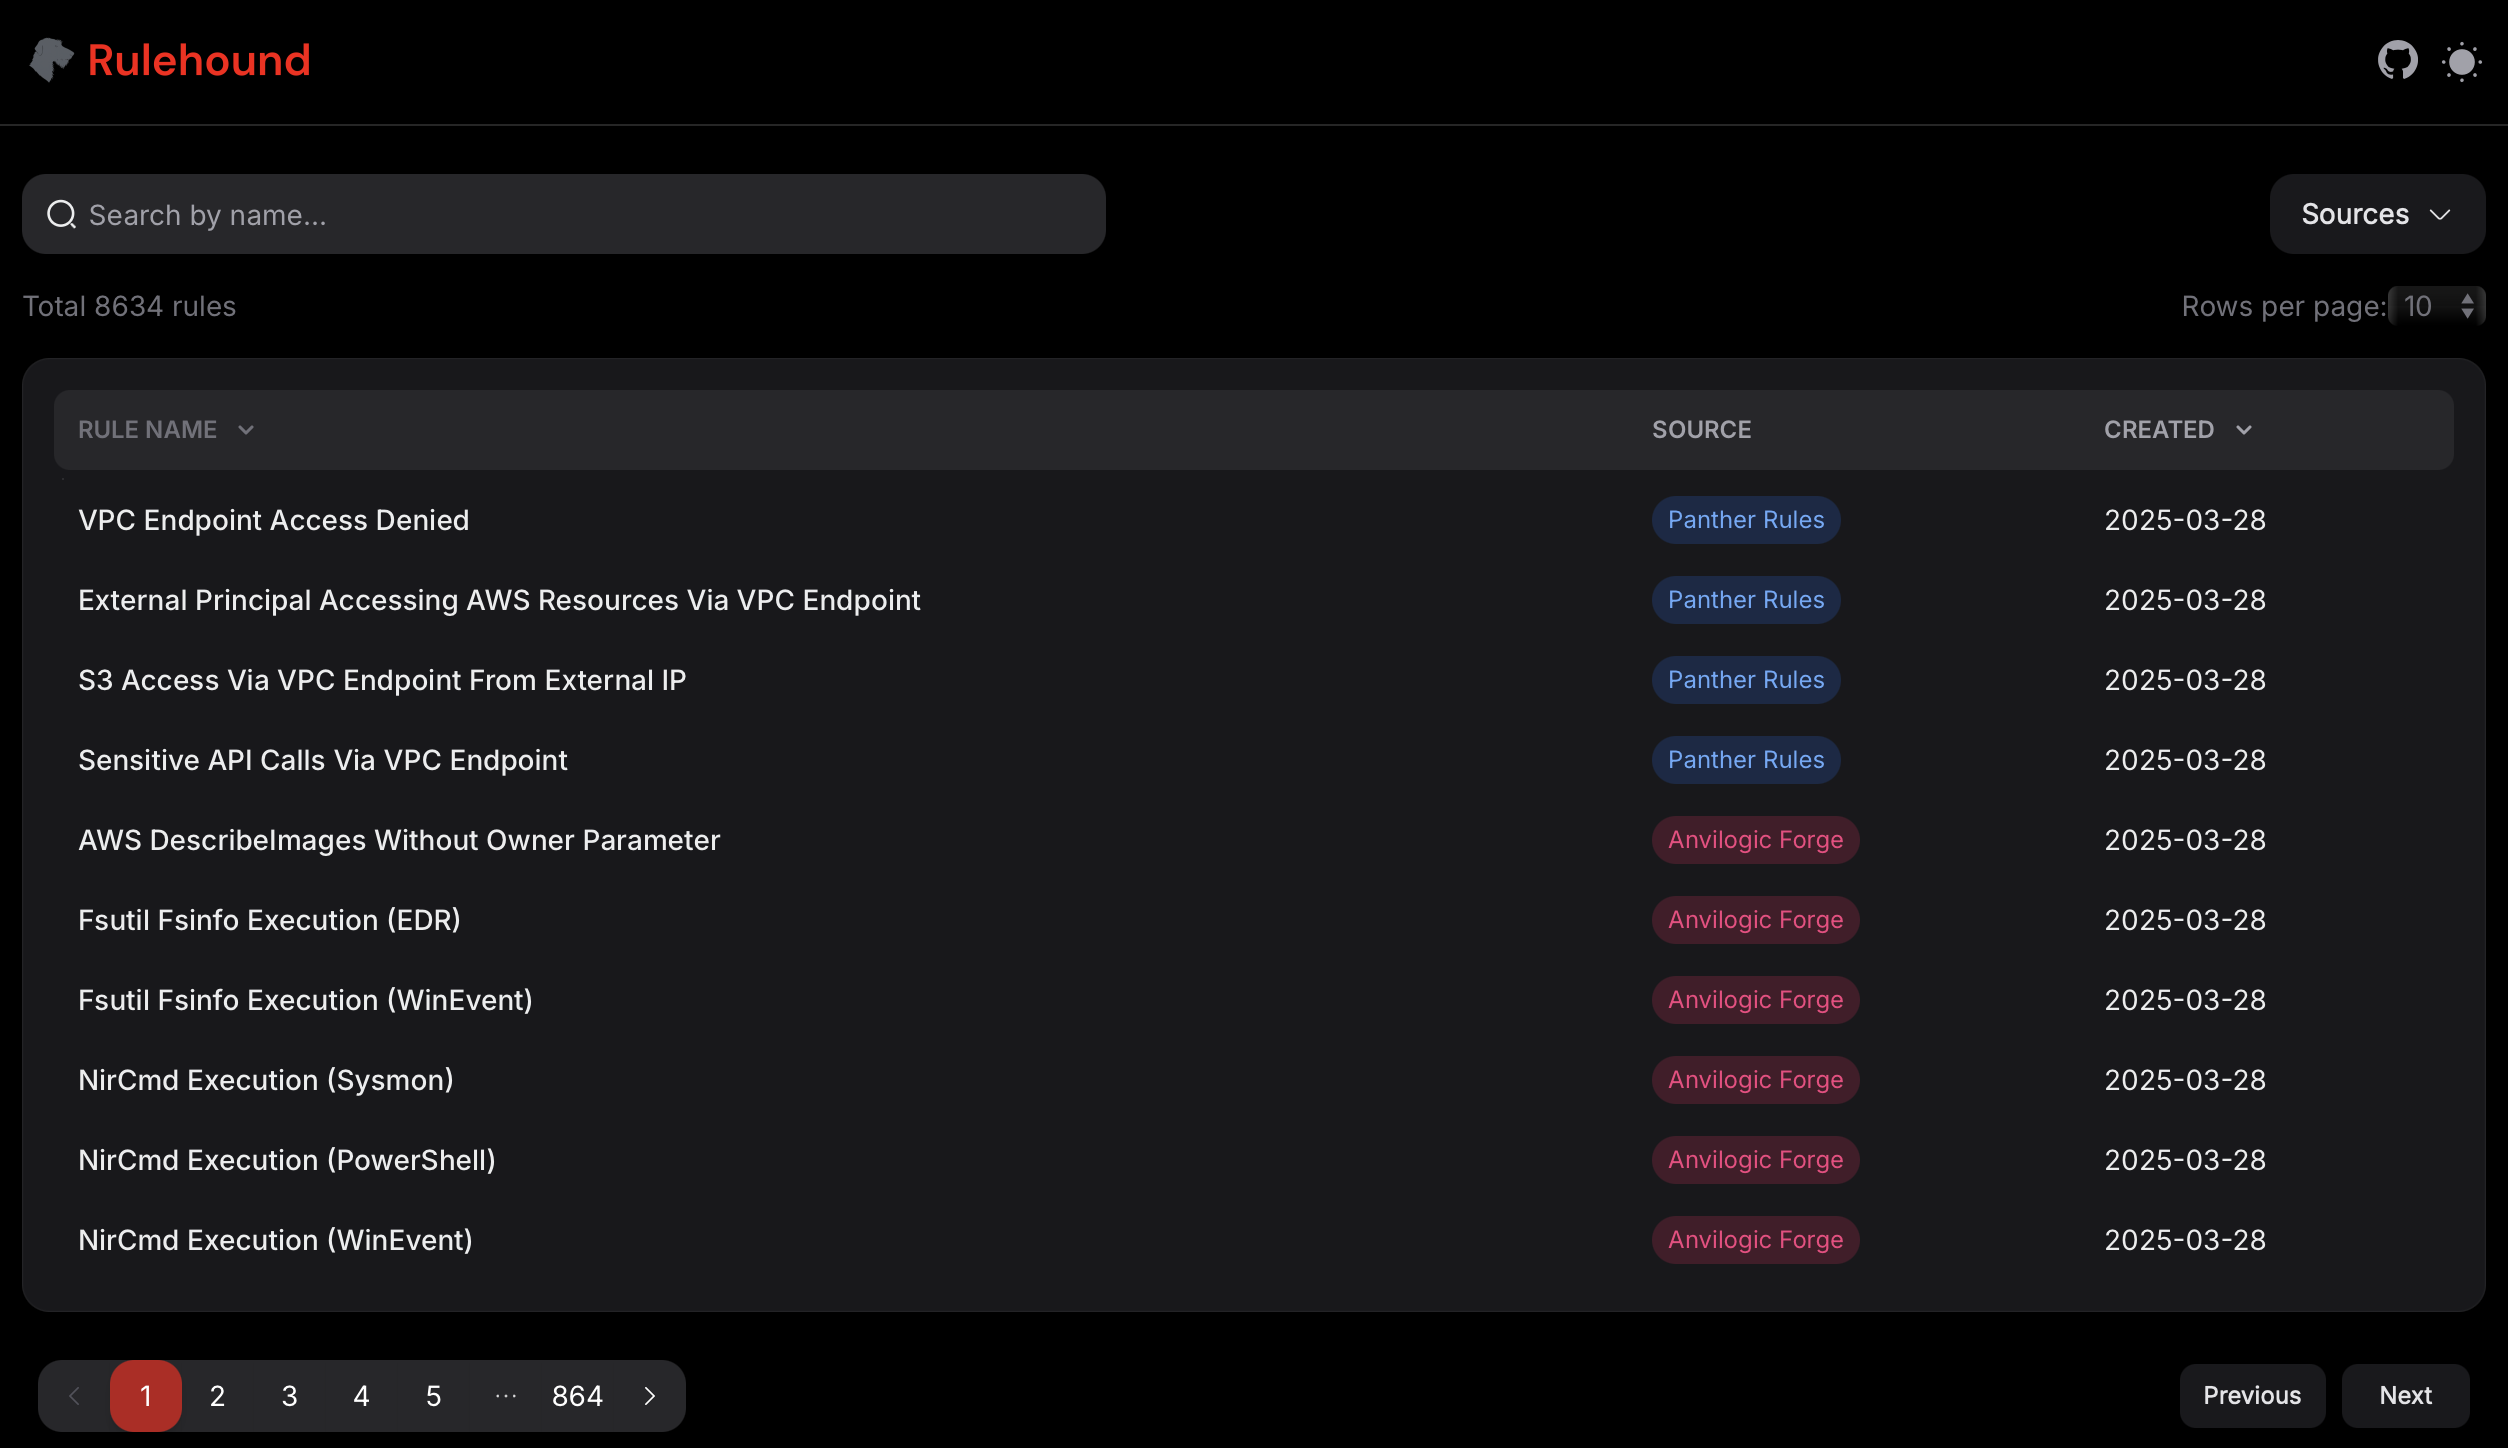 Rulehound
Search by name...
Sources
Total 8634 rules
Rows per page: 10
RULE NAME SOURCE CREATED
VPC Endpoint Access Denied Panther Rules 2025-03-28
External Principal Accessing AWS Resources Via VPC Endpoint Panther Rules 2025-03-28
S3 Access Via VPC Endpoint From External IP Panther Rules 2025-03-28
Sensitive API Calls Via VPC Endpoint Panther Rules 2025-03-28
AWS DescribeImages Without Owner Parameter Anvilogic Forge 2025-03-28
Fsutil Fsinfo Execution (EDR) Anvilogic Forge 2025-03-28
Fsutil Fsinfo Execution (WinEvent) Anvilogic Forge 2025-03-28
NirCmd Execution (Sysmon) Anvilogic Forge 2025-03-28
NirCmd Execution (PowerShell) Anvilogic Forge 2025-03-28
NirCmd Execution (WinEvent) Anvilogic Forge 2025-03-28
1 2 3 4 5 ... 864 Previous Next